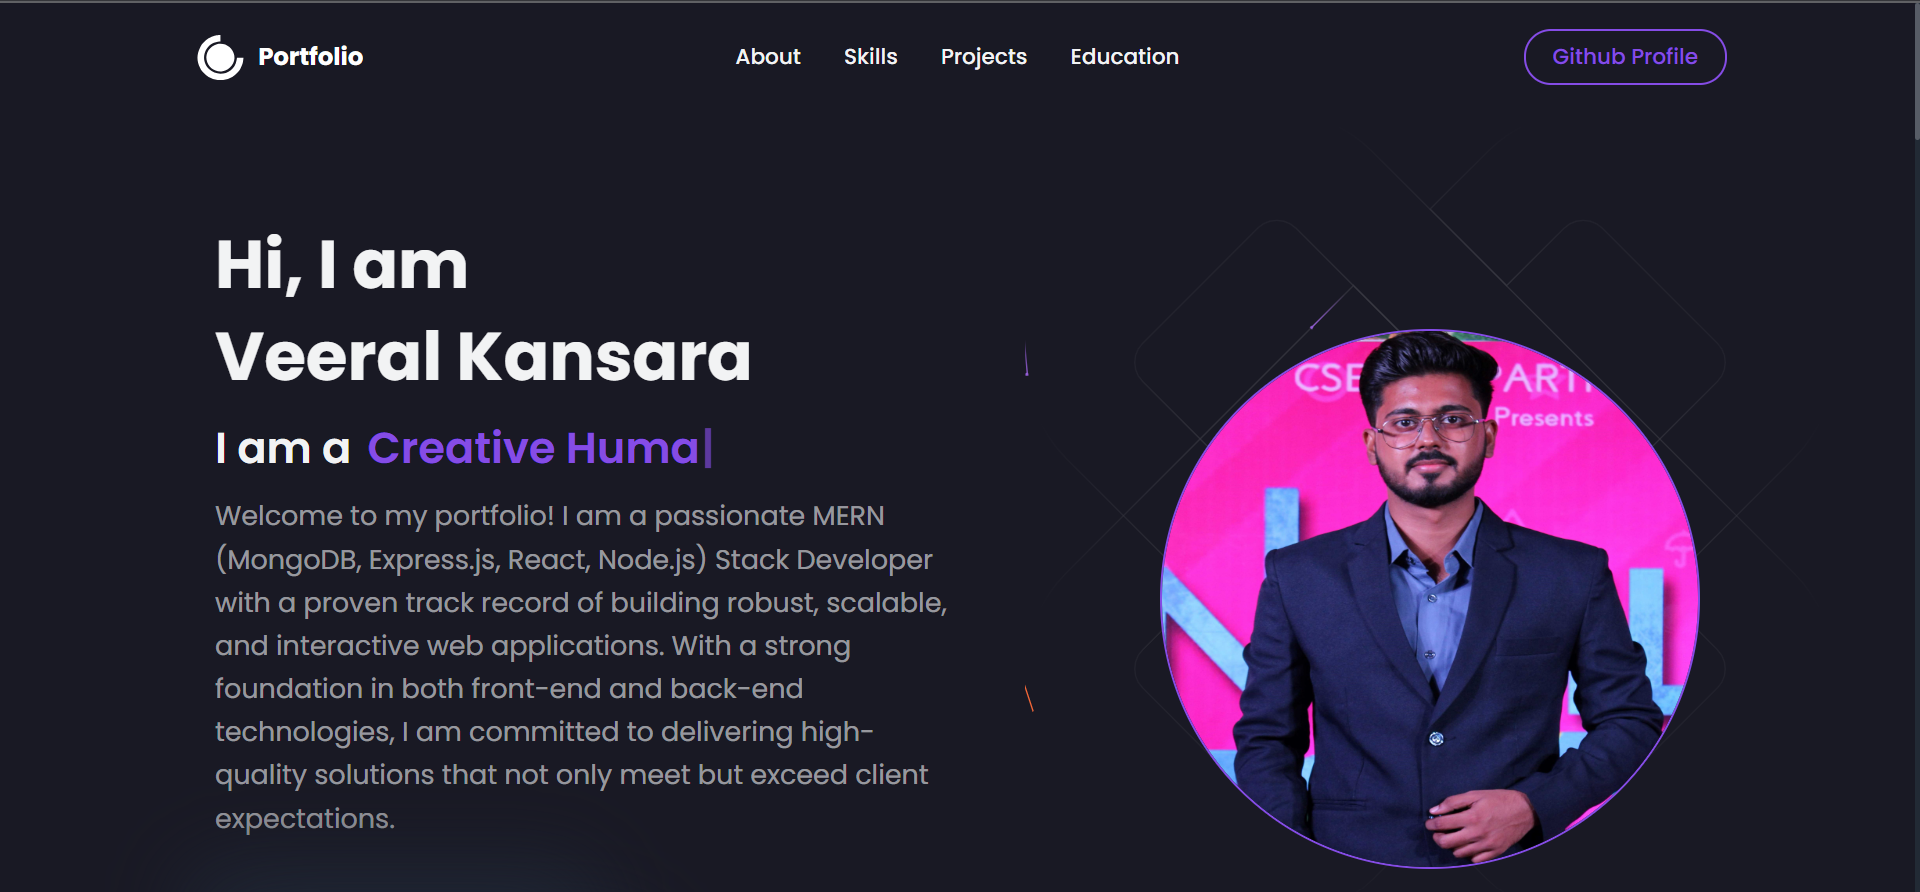 Portfolio
About
Skills
Projects
Education
Github Profile
Hi, I am
Veeral Kansara
I am a Creative Huma
Welcome to my portfolio! I am a passionate MERN
(MongoDB, Express.js, React, Node.js) Stack Developer
with a proven track record of building robust, scalable,
and interactive web applications. With a strong
foundation in both front-end and back-end
technologies, I am committed to delivering high-
quality solutions that not only meet but exceed client
expectations.
CSE PARTI
Presents